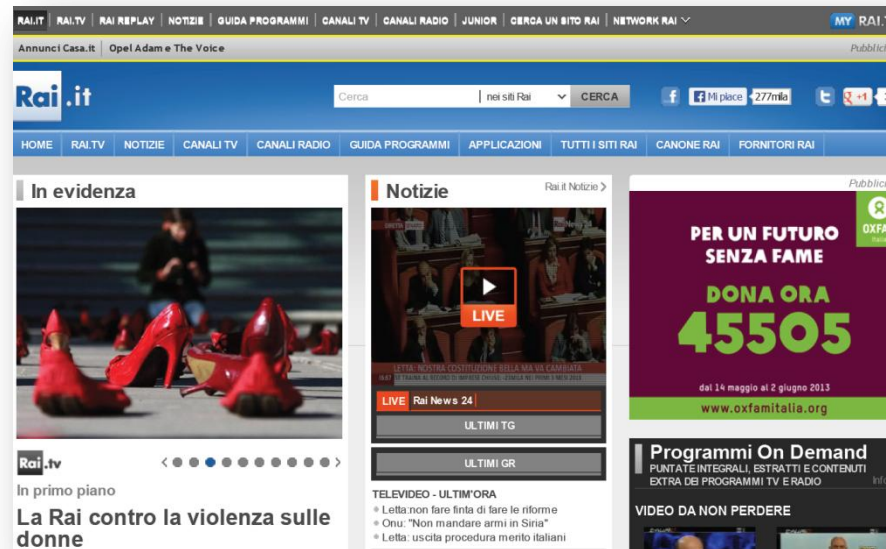 RAI.IT | RAI.TV | RAI REPLAY | NOTIZIE | GUIDA PROGRAMMI | CANALI TV | CANALI RADIO | JUNIOR | CERCA UN SITO RAI | NETWORK RAI
MY RAI.
Annunci Casa.it | Opel Adam e The Voice
Pubblici
Rai.it
Cerca
nei siti Rai
CERCA
Mi piace
277mila
+1
HOME
RAI.TV
NOTIZIE
CANALI TV
CANALI RADIO
GUIDA PROGRAMMI
APPLICAZIONI
TUTTI I SITI RAI
CANONE RAI
FORNITORI RAI
In evidenza
Rai.tv
In primo piano
La Rai contro la violenza sulle
donne
Notizie
Rai.it Notizie >
DIRETTA
LIVE
LETTA: NOSTRA COSTITUZIONE BELLA MA VA CAMBIATA
LIVE Rai News 24
ULTIMI TG
ULTIMI GR
TELEVIDEO - ULTIM'ORA
Letta:non fare finta di fare le riforme
Onu: "Non mandare armi in Siria"
Letta: uscita procedura merito italiani
Pubblici
OXFA
PER UN FUTURO
SENZA FAME
DONA ORA
45505
dal 14 maggio al 2 giugno 2013
www.oxfamitalia.org
Programmi On Demand
PUNTATE INTEGRALI, ESTRATTI E CONTENUTI
EXTRA DEI PROGRAMMI TV E RADIO
Info
VIDEO DA NON PERDERE